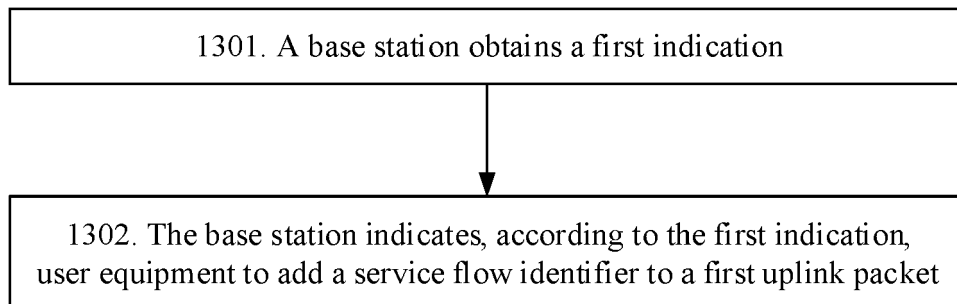 1301. A base station obtains a first indication
1302. The base station indicates, according to the first indication,
user equipment to add a service flow identifier to a first uplink packet